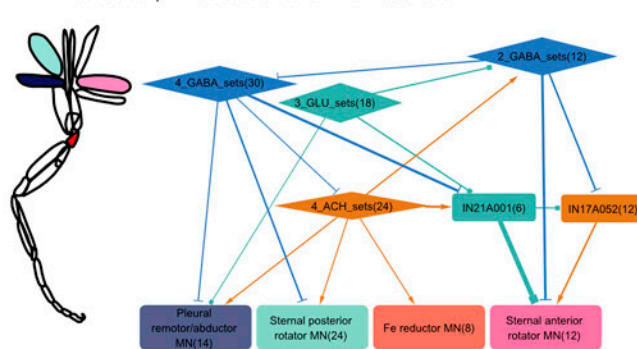 2_GABA_sets(12)
4_GABA_sets(30)
3_GLU_sets(18)
4_ACH_sets(24)
IN21A001(6)
IN17A052(12)
Pleural
remotor/abductor
MN(14)
Sternal posterior
rotator MN(24)
Fe reductor MN(8)
Sternal anterior
rotator MN(12)